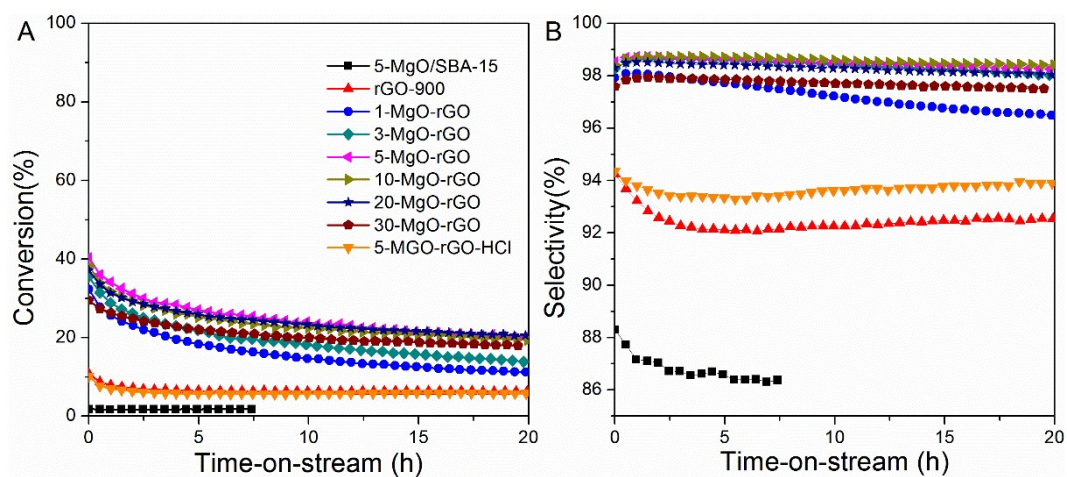 A
Conversion(%)
100
80
60
40
20
0
5-MgO/SBA-15
rGO-900
1-MgO-rGO
3-MgO-rGO
5-MgO-rGO
10-MgO-rGO
20-MgO-rGO
30-MgO-rGO
5-MGO-rGO-HCl
0 5 10 15 20
Time-on-stream (h)
B
Selectivity(%)
100
98
96
94
92
90
88
86
0 5 10 15 20
Time-on-stream (h)